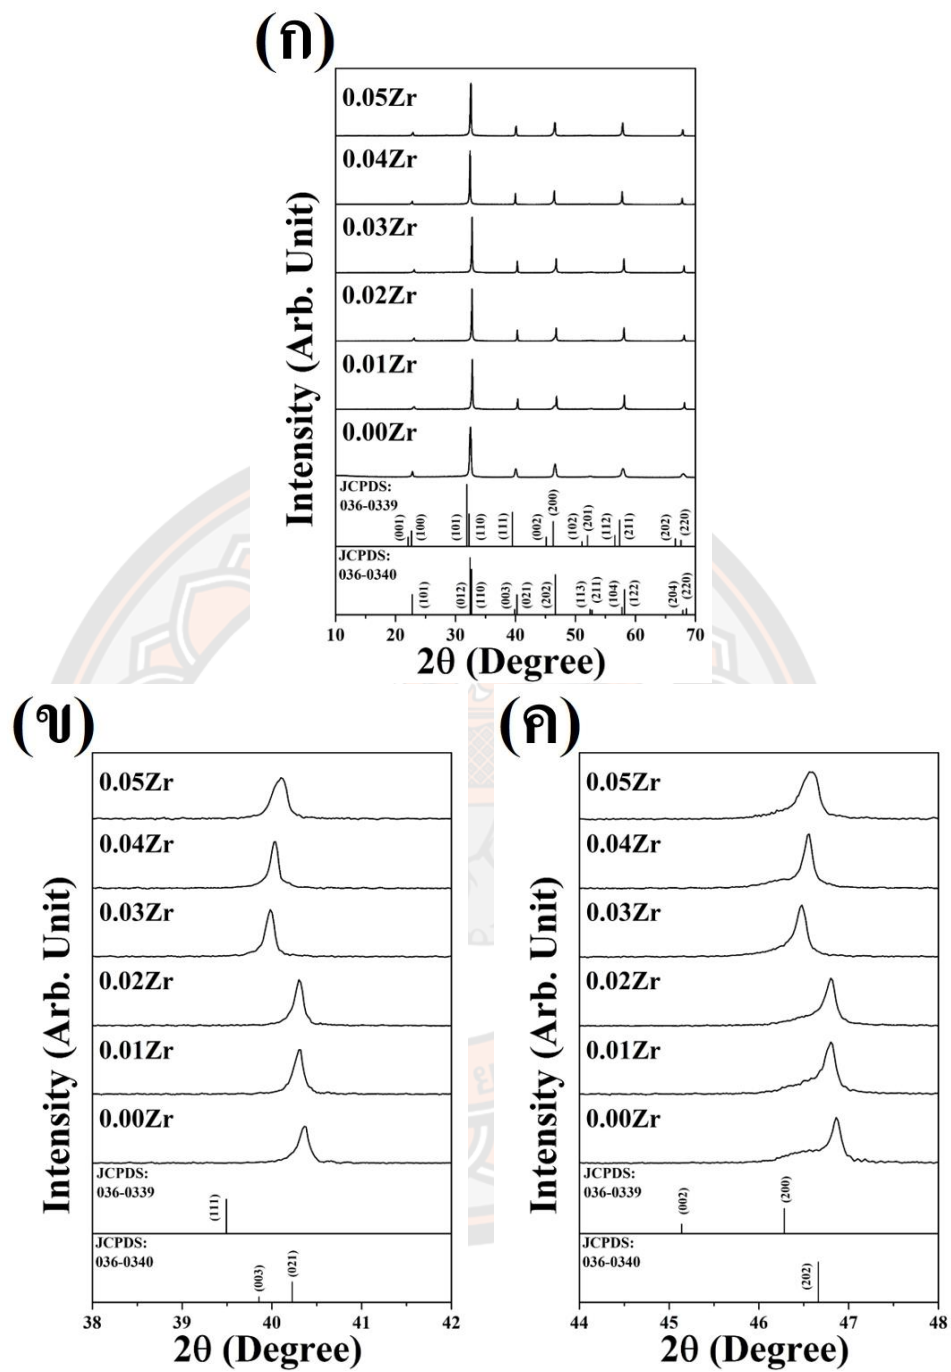 (ก)
Intensity (Arb. Unit)
0.05Zr
0.04Zr
0.03Zr
0.02Zr
0.01Zr
0.00Zr
JCPDS:
036-0339
(001)
(100)
(101)
(110)
(111)
(002)
(200)
(102)
(201)
(112)
(211)
(202)
(220)
JCPDS:
036-0340
(101)
(012)
(110)
(003)
(021)
(202)
(113)
(211)
(104)
(122)
(204)
(220)
10 20 30 40 50 60 70
2θ (Degree)
(ข)
Intensity (Arb. Unit)
0.05Zr
0.04Zr
0.03Zr
0.02Zr
0.01Zr
0.00Zr
JCPDS:
036-0339
(111)
JCPDS:
036-0340
(003)
(021)
38 39 40 41 42
2θ (Degree)
(ค)
Intensity (Arb. Unit)
0.05Zr
0.04Zr
0.03Zr
0.02Zr
0.01Zr
0.00Zr
JCPDS:
036-0339
(002)
(200)
JCPDS:
036-0340
(202)
44 45 46 47 48
2θ (Degree)